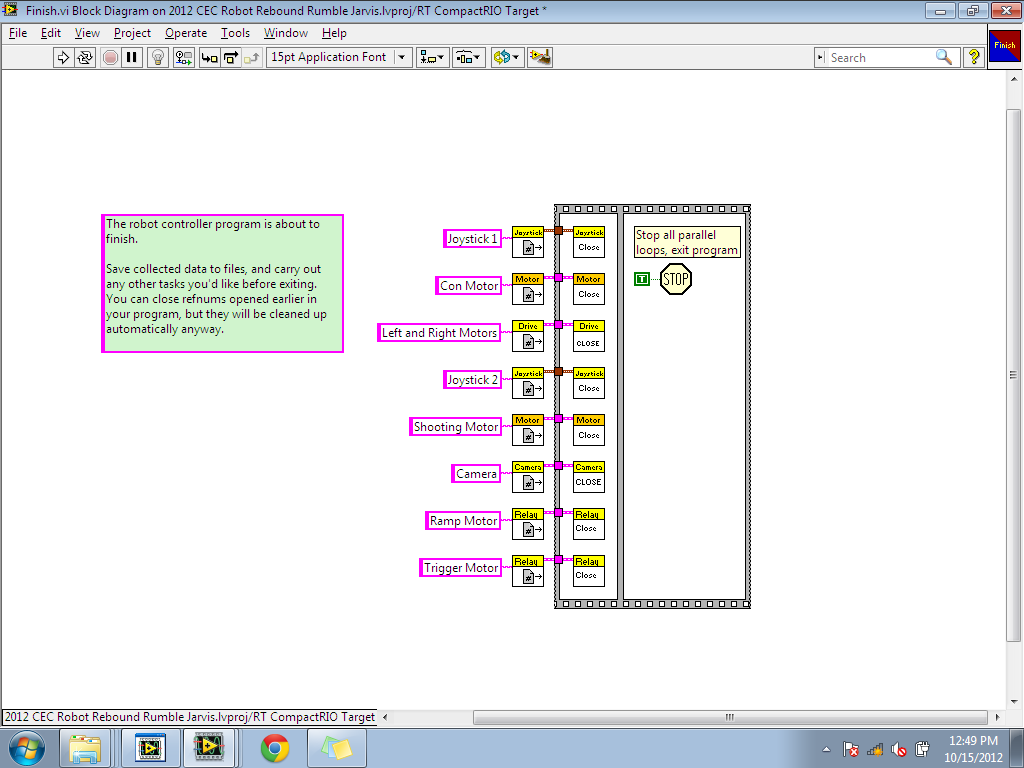 Finish.vi Block Diagram on 2012 CEC Robot Rebound Rumble Jarvis.lvproj/RT CompactRIO Target *
File Edit View Project Operate Tools Window Help
15pt Application Font
Search
?
Finish
The robot controller program is about to
finish.
Save collected data to files, and carry out
any other tasks you'd like before exiting.
You can close refnums opened earlier in
your program, but they will be cleaned up
automatically anyway.
Joystick 1
Joystick
#
Joystick
Close
Con Motor
Motor
#
Motor
Close
Left and Right Motors
Drive
#
Drive
CLOSE
Joystick 2
Joystick
#
Joystick
Close
Shooting Motor
Motor
#
Motor
Close
Camera
Camera
#
Camera
CLOSE
Ramp Motor
Relay
#
Relay
Close
Trigger Motor
Relay
#
Relay
Close
Stop all parallel
loops, exit program
T
STOP
2012 CEC Robot Rebound Rumble Jarvis.lvproj/RT CompactRIO Target
12:49 PM
10/15/2012